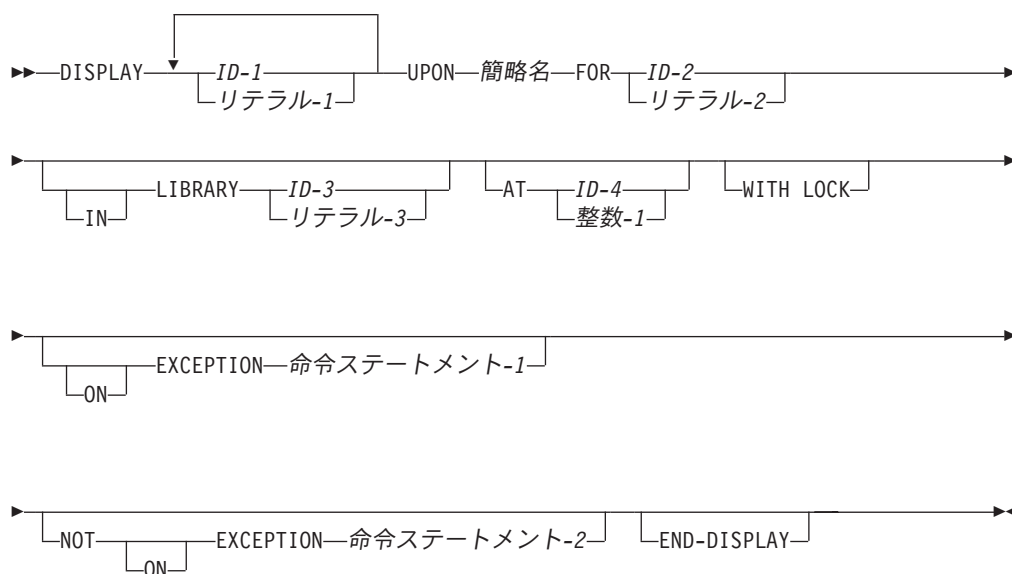 DISPLAY ID-1 UPON 簡略名 FOR ID-2
リテラル-1 リテラル-2
LIBRARY ID-3 AT ID-4 WITH LOCK
IN リテラル-3 整数-1
EXCEPTION 命令ステートメント-1
ON
NOT EXCEPTION 命令ステートメント-2 END-DISPLAY
ON